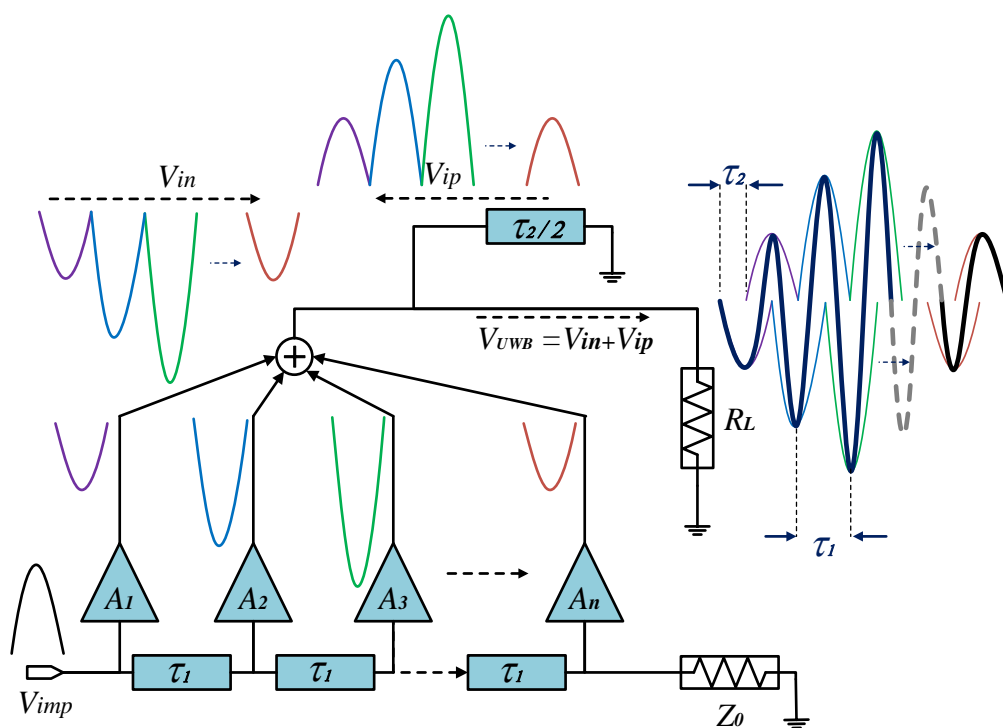 Vin
Vip
τ2/2
τ2
VUWB =Vin+Vip
RL
τ1
A1
A2
A3
An
Vimp
τ1
τ1
τ1
Z0